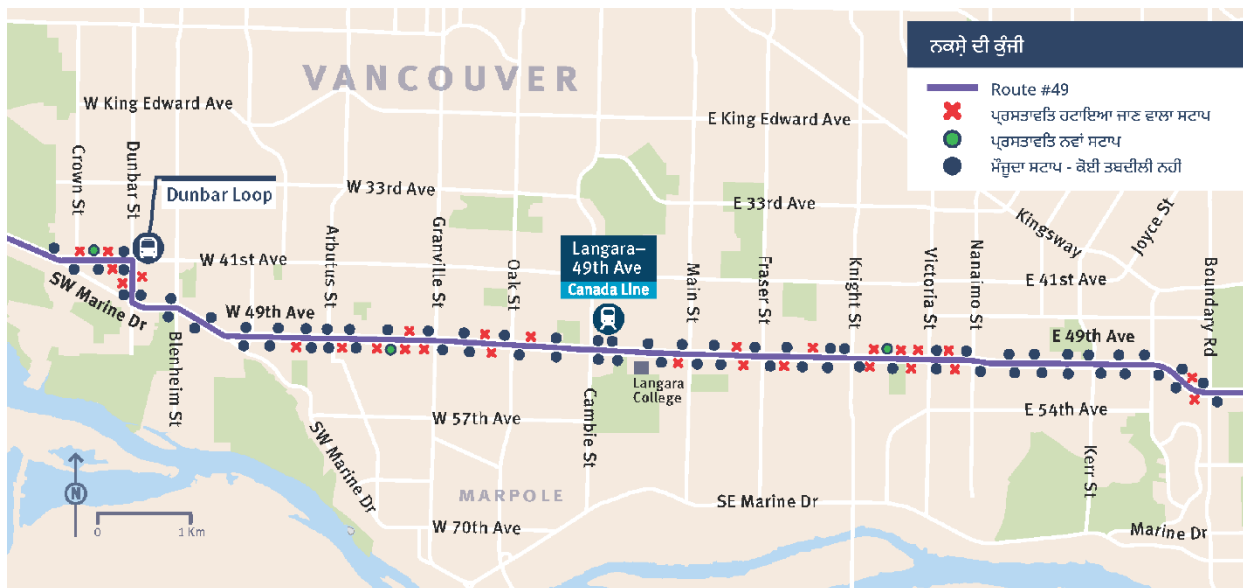 VANCOUVER
ਨਕਸ਼ੇ ਦੀ ਕੁੰਜੀ
Route #49
ਪ੍ਰਸਤਾਵਤਿ ਹਟਾਇਆ ਜਾਣ ਵਾਲਾ ਸਟਾਪ
ਪ੍ਰਸਤਾਵਤਿ ਨਵਾਂ ਸਟਾਪ
ਮੌਜੂਦਾ ਸਟਾਪ - ਕੋਈ ਤਬਦੀਲੀ ਨਹੀ
W King Edward Ave
E King Edward Ave
Crown St
Dunbar St
Dunbar Loop
W 33rd Ave
E 33rd Ave
Kingsway
Joyce St
Arbutus St
Granville St
Oak St
Langara–
49th Ave
Canada Line
Main St
Fraser St
Knight St
Victoria St
Nanaimo St
Boundary Rd
W 41st Ave
E 41st Ave
SW Marine Dr
W 49th Ave
E 49th Ave
Blenheim St
Langara
College
Cambie St
W 57th Ave
E 54th Ave
SW Marine Dr
Kerr St
MARPOLE
SE Marine Dr
W 70th Ave
Marine Dr
N
0 1 Km